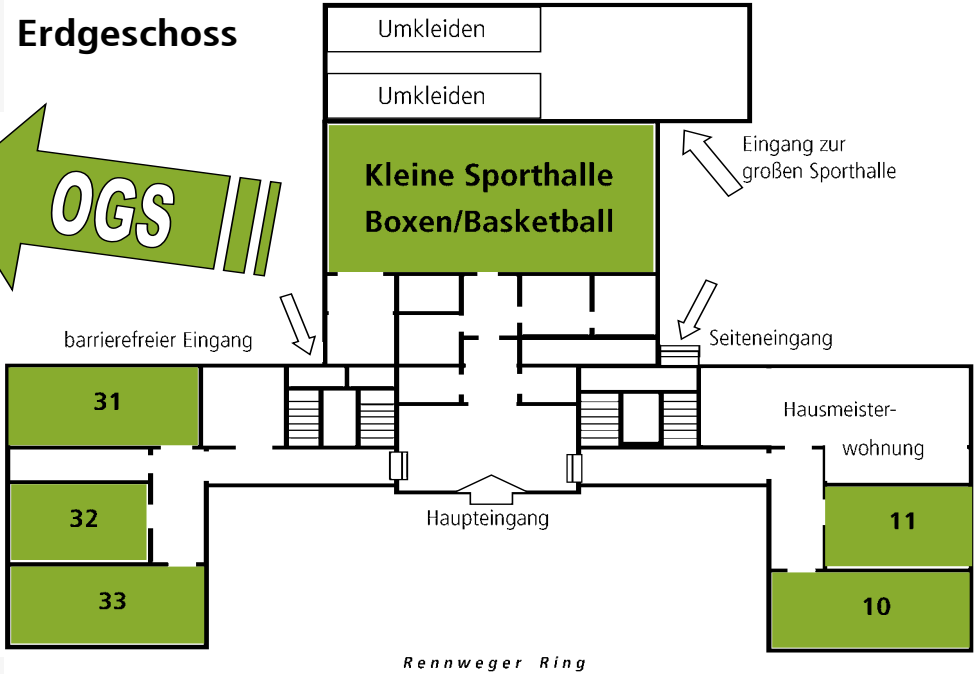 Erdgeschoss
Umkleiden
Umkleiden
Eingang zur
großen Sporthalle
Kleine Sporthalle
Boxen/Basketball
OGS
barrierefreier Eingang
Seiteneingang
31
Hausmeister-
wohnung
32
11
Haupteingang
33
10
Rennweger Ring